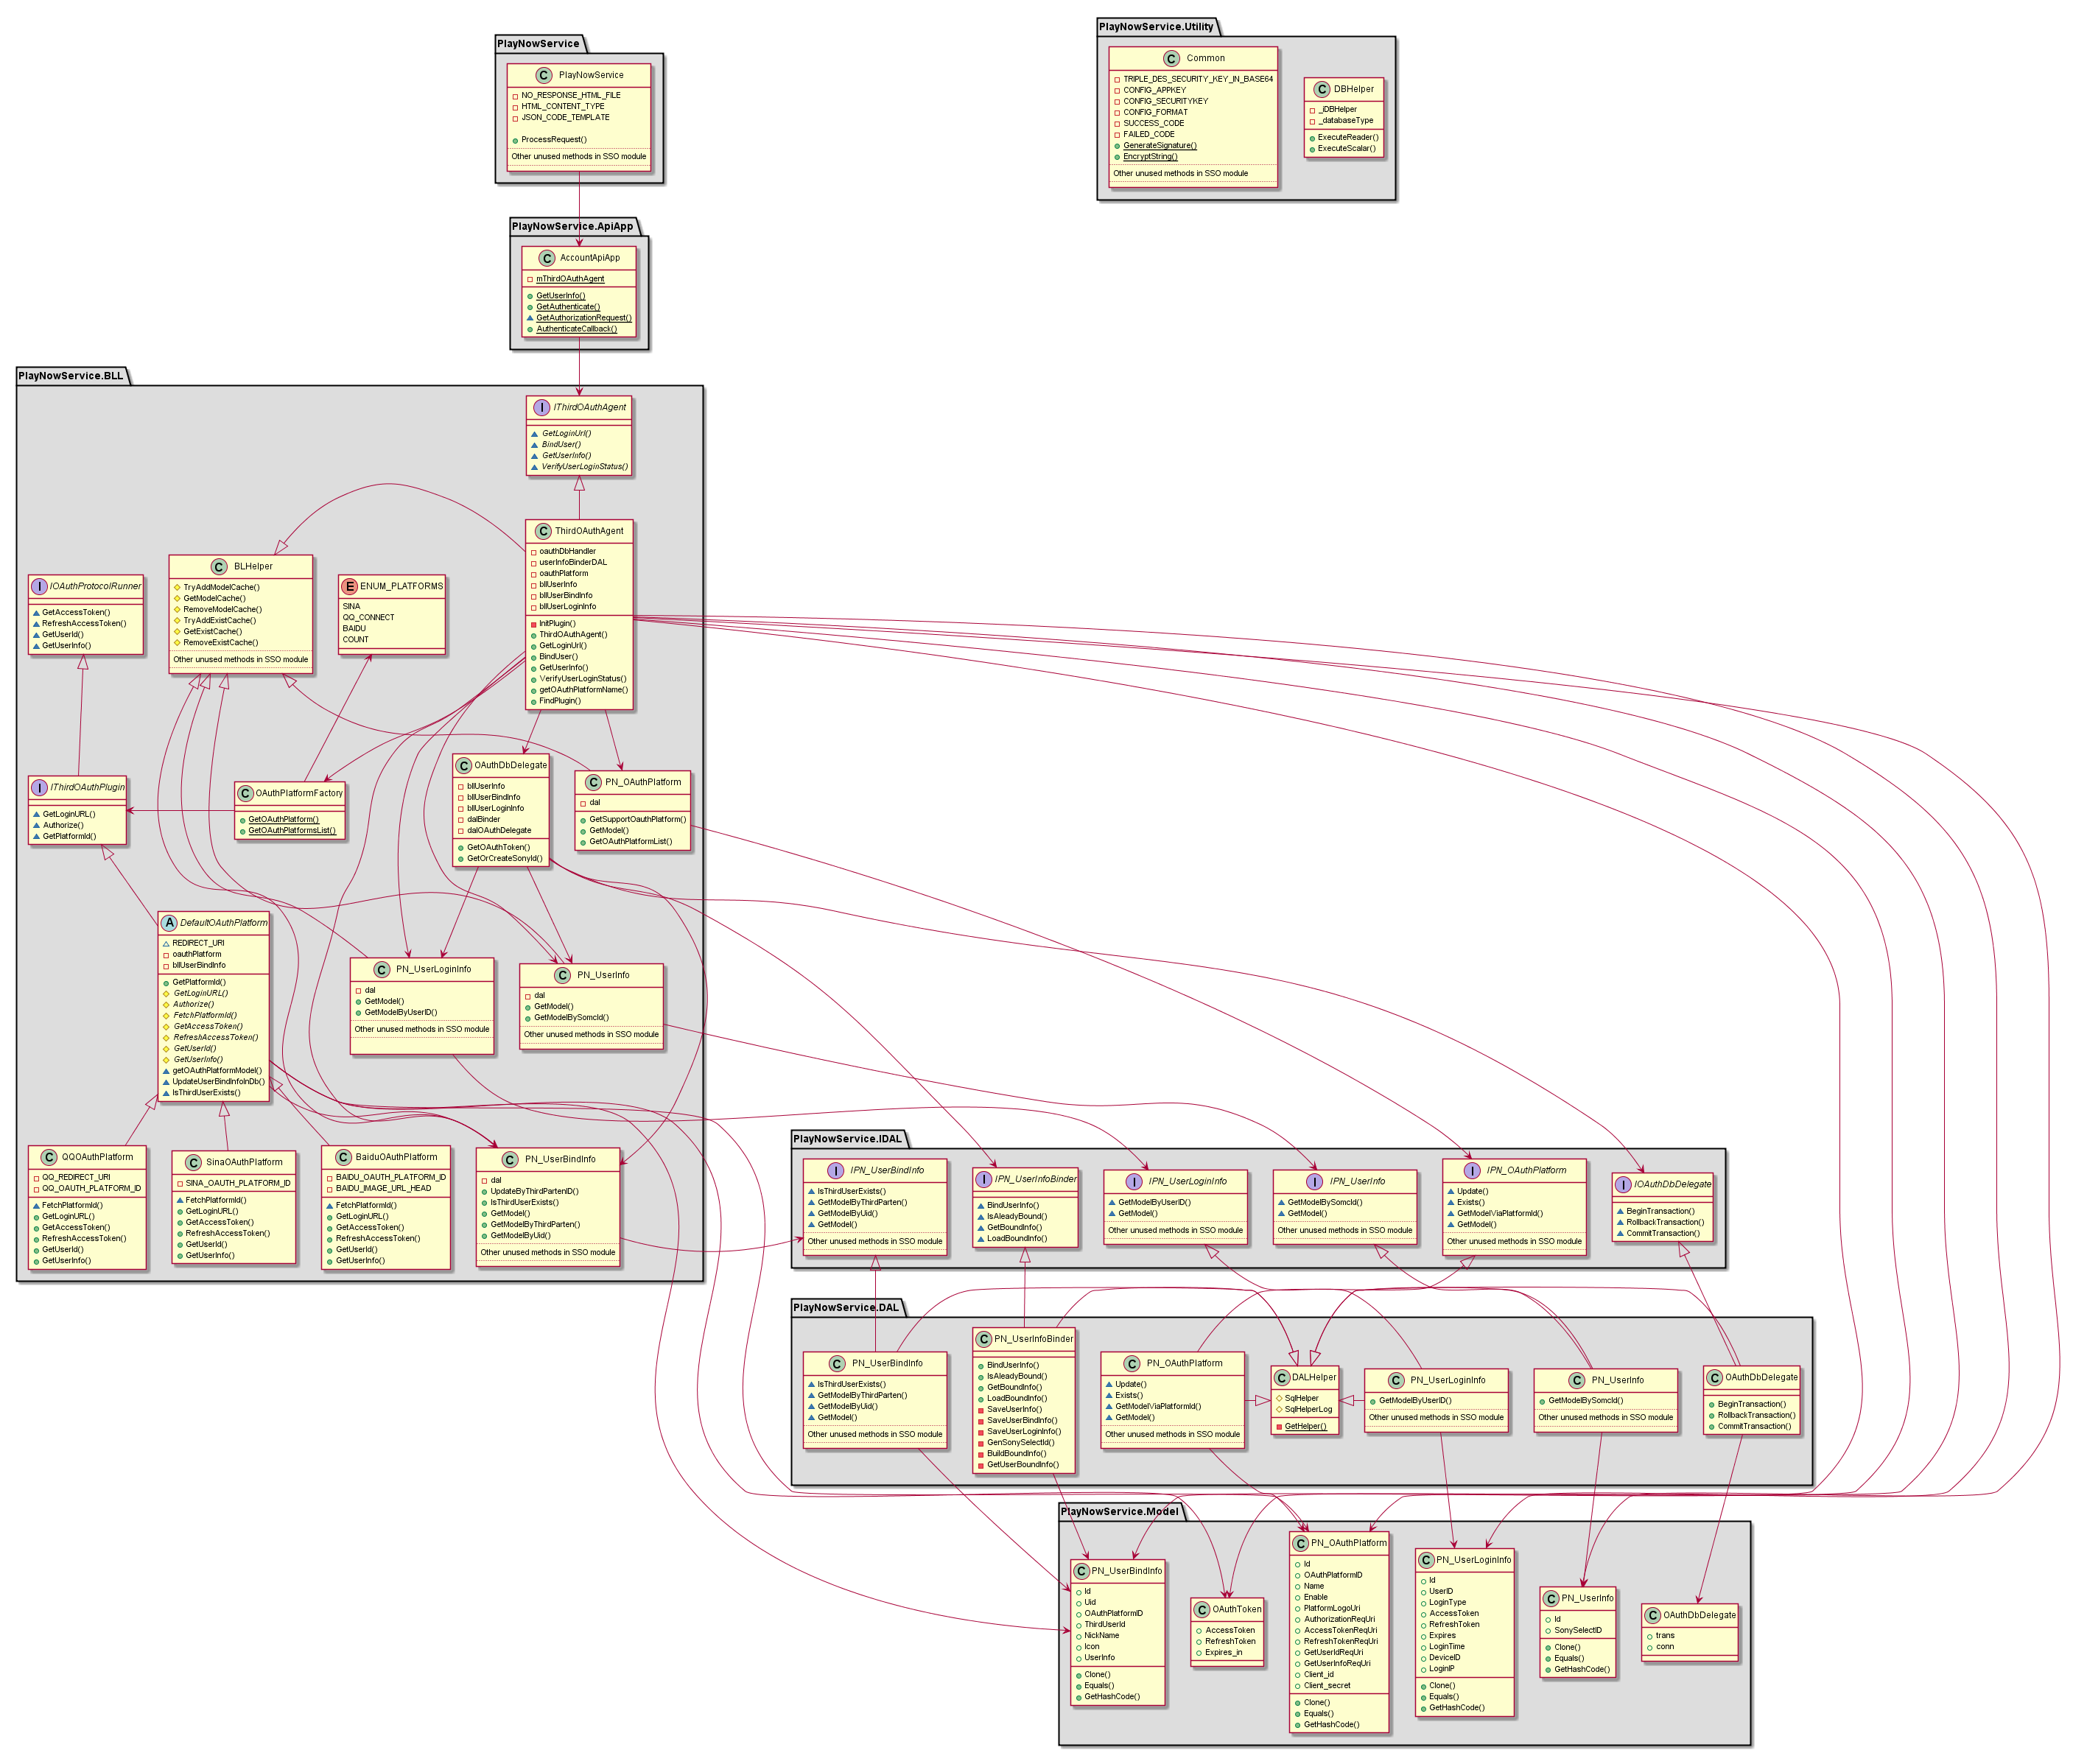 PlayNowService
PlayNowService
NO_RESPONSE_HTML_FILE
HTML_CONTENT_TYPE
JSON_CODE_TEMPLATE
ProcessRequest()
Other unused methods in SSO module
PlayNowService.Utility
Common
TRIPLE_DES_SECURITY_KEY_IN_BASE64
CONFIG_APPKEY
CONFIG_SECURITYKEY
CONFIG_FORMAT
SUCCESS_CODE
FAILED_CODE
GenerateSignature()
EncryptString()
Other unused methods in SSO module
DBHelper
_iDBHelper
_databaseType
ExecuteReader()
ExecuteScalar()
PlayNowService.ApiApp
AccountApiApp
mThirdOAuthAgent
GetUserInfo()
GetAuthenticate()
GetAuthorizationRequest()
AuthenticateCallback()
PlayNowService.BLL
IThirdOAuthAgent
GetLoginUrl()
BindUser()
GetUserInfo()
VerifyUserLoginStatus()
ThirdOAuthAgent
oauthDbHandler
userInfoBinderDAL
oauthPlatform
bllUserInfo
bllUserBindInfo
bllUserLoginInfo
InitPlugin()
ThirdOAuthAgent()
GetLoginUrl()
BindUser()
GetUserInfo()
VerifyUserLoginStatus()
getOAuthPlatformName()
FindPlugin()
IOAuthProtocolRunner
GetAccessToken()
RefreshAccessToken()
GetUserId()
GetUserInfo()
BLHelper
TryAddModelCache()
GetModelCache()
RemoveModelCache()
TryAddExistCache()
GetExistCache()
RemoveExistCache()
Other unused methods in SSO module
ENUM_PLATFORMS
SINA
QQ_CONNECT
BAIDU
COUNT
IThirdOAuthPlugin
GetLoginURL()
Authorize()
GetPlatformId()
OAuthPlatformFactory
GetOAuthPlatform()
GetOAuthPlatformsList()
OAuthDbDelegate
bllUserInfo
bllUserBindInfo
bllUserLoginInfo
dalBinder
dalOAuthDelegate
GetOAuthToken()
GetOrCreateSonyId()
PN_OAuthPlatform
dal
GetSupportOauthPlatform()
GetModel()
GetOAuthPlatformList()
DefaultOAuthPlatform
REDIRECT_URI
oauthPlatform
bllUserBindInfo
GetPlatformId()
GetLoginURL()
Authorize()
FetchPlatformId()
GetAccessToken()
RefreshAccessToken()
GetUserId()
GetUserInfo()
getOAuthPlatformModel()
UpdateUserBindInfoInDb()
IsThirdUserExists()
PN_UserLoginInfo
dal
GetModel()
GetModelByUserID()
Other unused methods in SSO module
PN_UserInfo
dal
GetModel()
GetModelBySomcId()
Other unused methods in SSO module
QQOAuthPlatform
QQ_REDIRECT_URI
QQ_OAUTH_PLATFORM_ID
FetchPlatformId()
GetLoginURL()
GetAccessToken()
RefreshAccessToken()
GetUserId()
GetUserInfo()
SinaOAuthPlatform
SINA_OAUTH_PLATFORM_ID
FetchPlatformId()
GetLoginURL()
GetAccessToken()
RefreshAccessToken()
GetUserId()
GetUserInfo()
BaiduOAuthPlatform
BAIDU_OAUTH_PLATFORM_ID
BAIDU_IMAGE_URL_HEAD
FetchPlatformId()
GetLoginURL()
GetAccessToken()
RefreshAccessToken()
GetUserId()
GetUserInfo()
PN_UserBindInfo
dal
UpdateByThirdPartenID()
IsThirdUserExists()
GetModel()
GetModelByThirdParten()
GetModelByUid()
Other unused methods in SSO module
PlayNowService.IDAL
IPN_UserBindInfo
IsThirdUserExists()
GetModelByThirdParten()
GetModelByUid()
GetModel()
Other unused methods in SSO module
IPN_UserInfoBinder
BindUserInfo()
IsAleadyBound()
GetBoundInfo()
LoadBoundInfo()
IPN_UserLoginInfo
GetModelByUserID()
GetModel()
Other unused methods in SSO module
IPN_UserInfo
GetModelBySomcId()
GetModel()
Other unused methods in SSO module
IPN_OAuthPlatform
Update()
Exists()
GetModelViaPlatformId()
GetModel()
Other unused methods in SSO module
IOAuthDbDelegate
BeginTransaction()
RollbackTransaction()
CommitTransaction()
PlayNowService.DAL
PN_UserBindInfo
IsThirdUserExists()
GetModelByThirdParten()
GetModelByUid()
GetModel()
Other unused methods in SSO module
PN_UserInfoBinder
BindUserInfo()
IsAleadyBound()
GetBoundInfo()
LoadBoundInfo()
SaveUserInfo()
SaveUserBindInfo()
SaveUserLoginInfo()
GenSonySelectId()
BuildBoundInfo()
GetUserBoundInfo()
PN_OAuthPlatform
Update()
Exists()
GetModelViaPlatformId()
GetModel()
Other unused methods in SSO module
DALHelper
SqlHelper
SqlHelperLog
GetHelper()
PN_UserLoginInfo
GetModelByUserID()
Other unused methods in SSO module
PN_UserInfo
GetModelBySomcId()
Other unused methods in SSO module
OAuthDbDelegate
BeginTransaction()
RollbackTransaction()
CommitTransaction()
PlayNowService.Model
PN_UserBindInfo
Id
Uid
OAuthPlatformID
ThirdUserId
NickName
Icon
UserInfo
Clone()
Equals()
GetHashCode()
OAuthToken
AccessToken
RefreshToken
Expires_in
PN_OAuthPlatform
Id
OAuthPlatformID
Name
Enable
PlatformLogoUri
AuthorizationReqUri
AccessTokenReqUri
RefreshTokenReqUri
GetUserIdReqUri
GetUserInfoReqUri
Client_id
Client_secret
Clone()
Equals()
GetHashCode()
PN_UserLoginInfo
Id
UserID
LoginType
AccessToken
RefreshToken
Expires
LoginTime
DeviceID
LoginIP
Clone()
Equals()
GetHashCode()
PN_UserInfo
Id
SonySelectID
Clone()
Equals()
GetHashCode()
OAuthDbDelegate
trans
conn